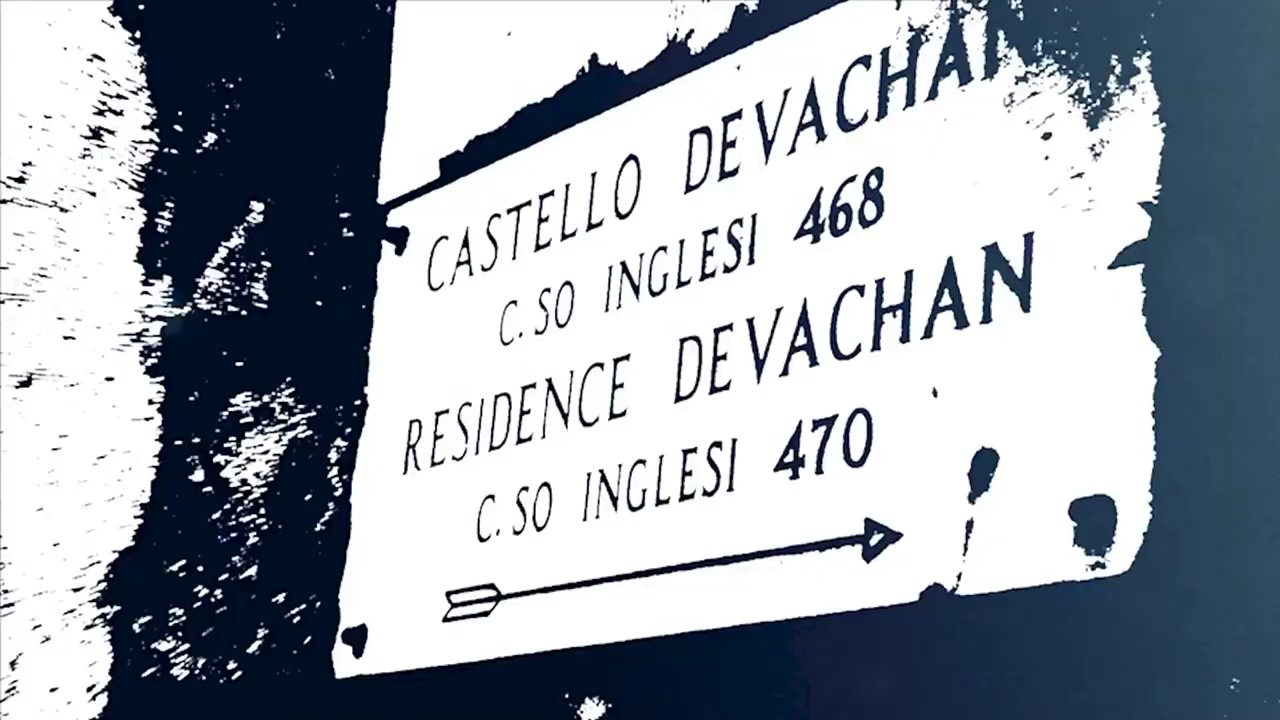 CASTELLO DEVACHAN
C.SO INGLESI 468
RESIDENCE DEVACHAN
C.SO INGLESI 470